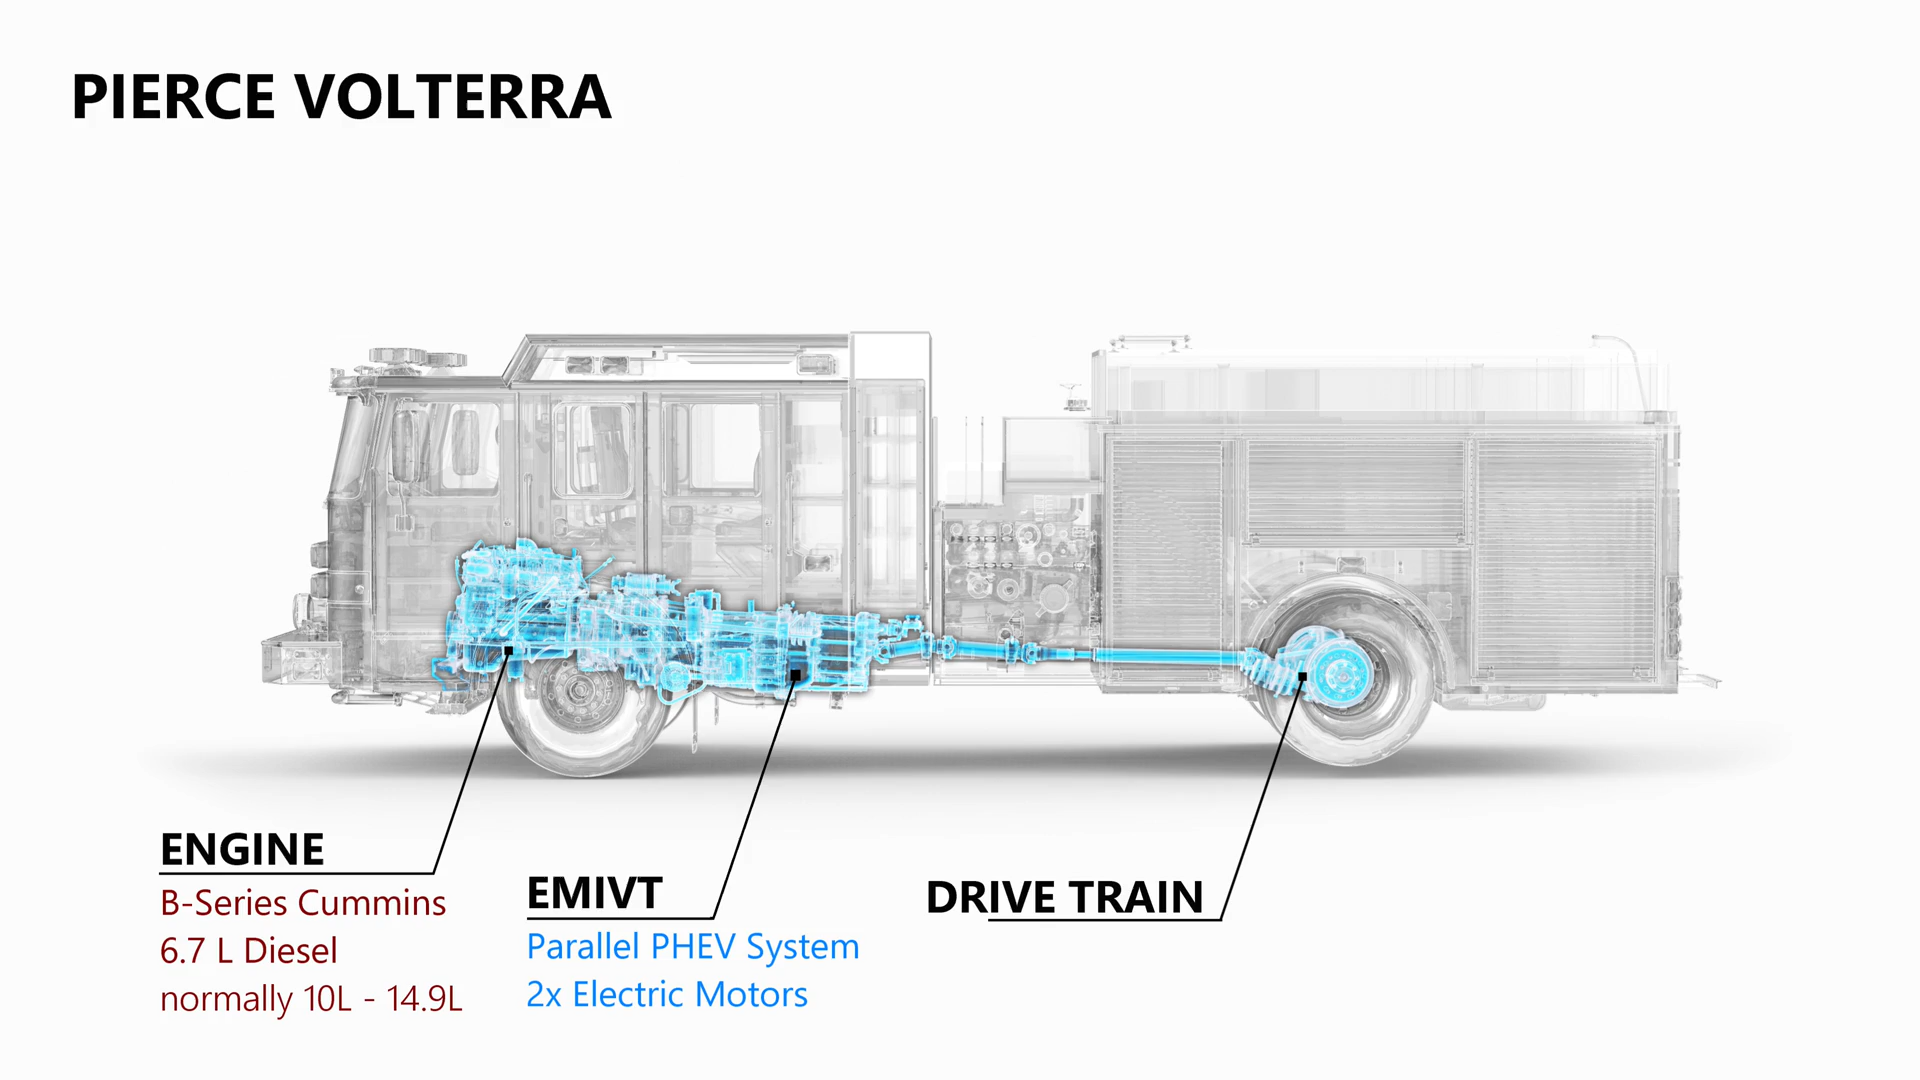 PIERCE VOLTERRA
ENGINE
B-Series Cummins
6.7 L Diesel
normally 10L - 14.9L
EMIVT
Parallel PHEV System
2x Electric Motors
DRIVE TRAIN